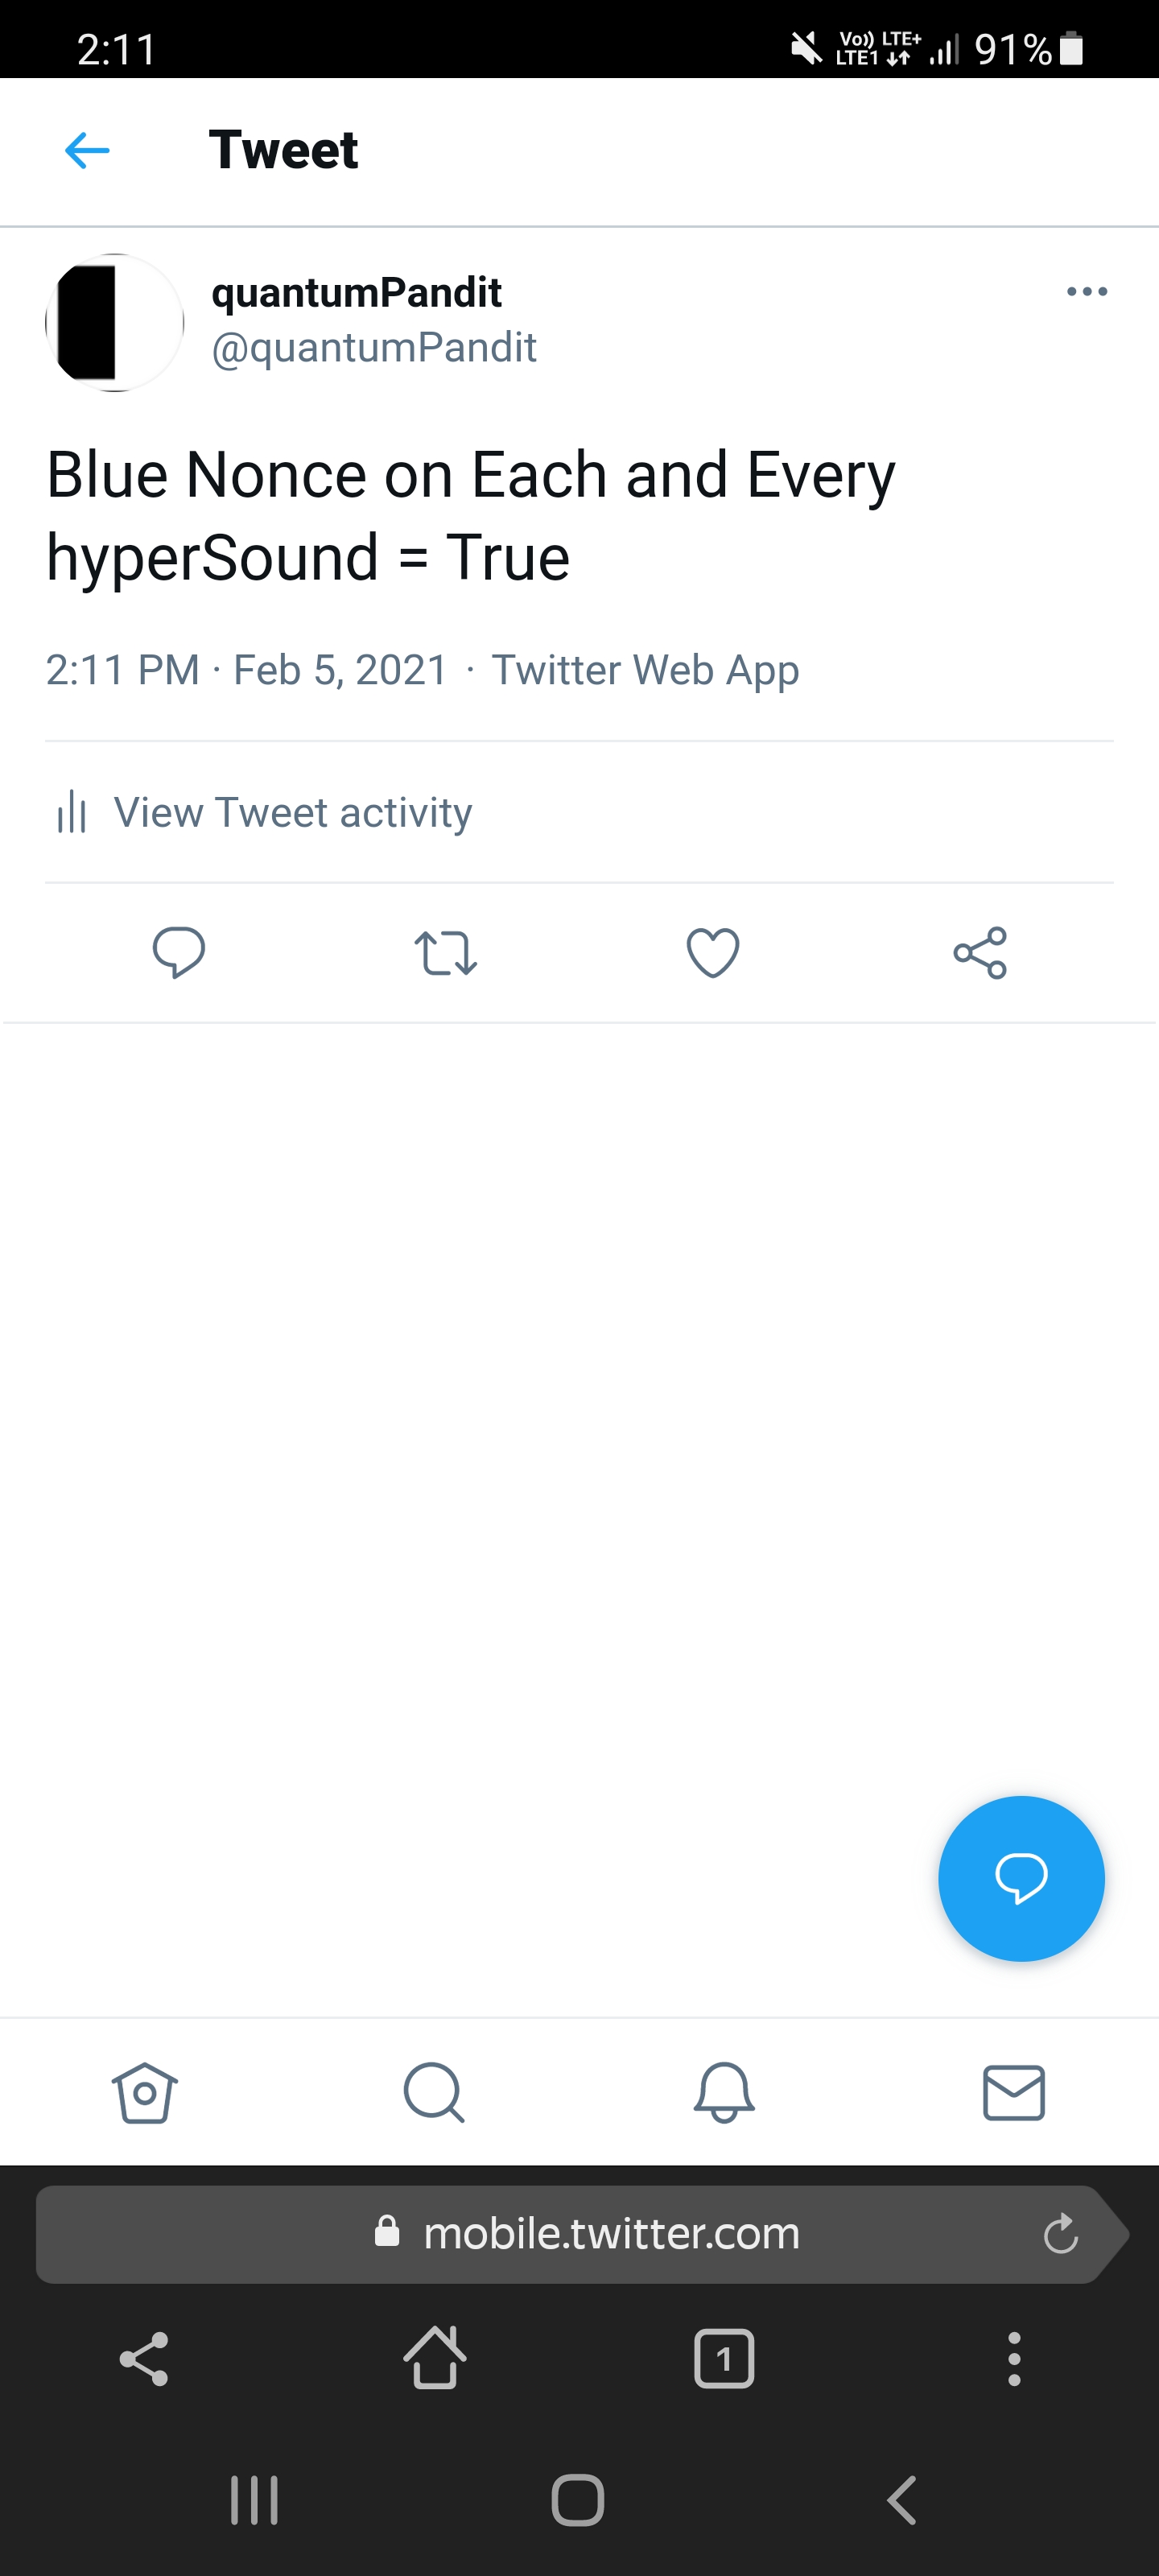 2:11
Vo)) LTE+
LTE1
91%
Tweet
quantumPandit
@quantumPandit
Blue Nonce on Each and Every
hyperSound = True
2:11 PM · Feb 5, 2021 · Twitter Web App
View Tweet activity
mobile.twitter.com
1